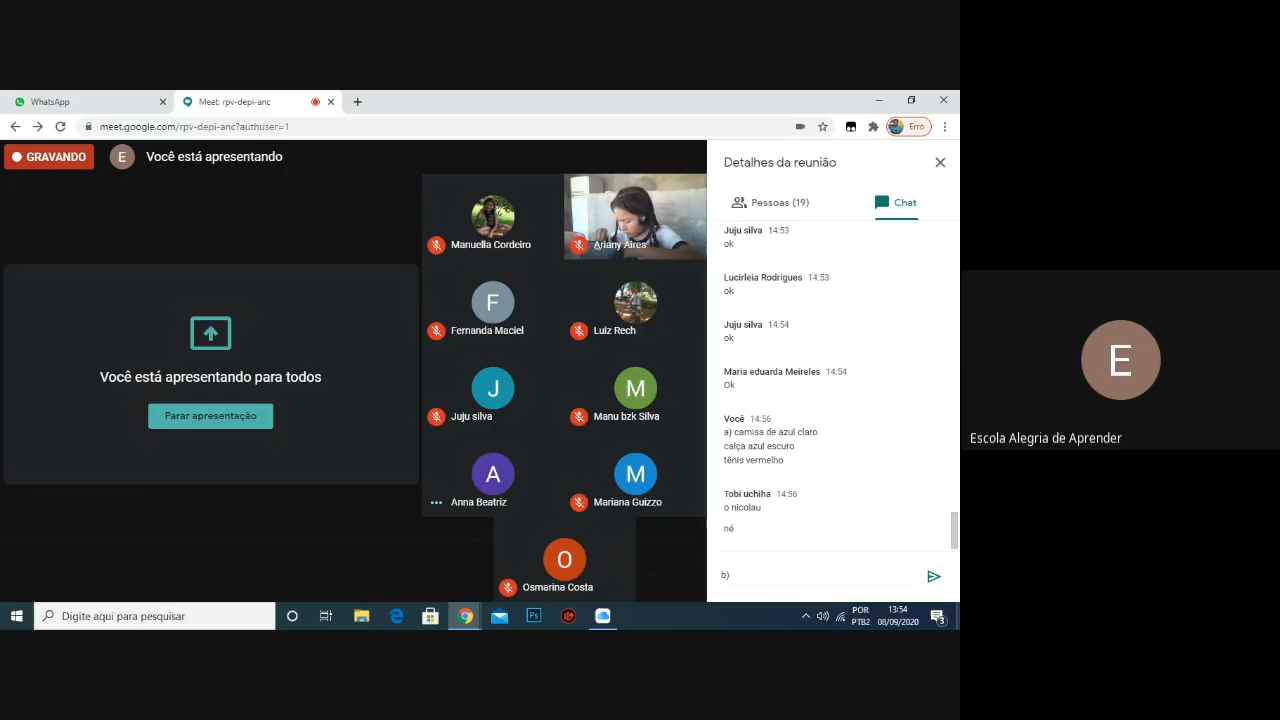 WhatsApp
Meet: rpv-depi-anc
meet.google.com/rpv-depi-anc?authuser=1
Erro
GRAVANDO
E
Você está apresentando
Detalhes da reunião
Pessoas (19)
Chat
Manuella Cordeiro
Ariany Aires
F
Fernanda Maciel
Luiz Rech
J
Juju silva
M
Manu bzk Silva
A
Anna Beatriz
M
Mariana Guizzo
O
Osmarina Costa
Você está apresentando para todos
Parar apresentação
Juju silva 14:53
ok
Lucirleia Rodrigues 14:53
ok
Juju silva 14:54
ok
Maria eduarda Meireles 14:54
Ok
Você 14:56
a) camisa de azul claro
calça azul escuro
tênis vermelho
Tobi uchiha 14:56
o nicolau
né
b)
E
Escola Alegria de Aprender
Digite aqui para pesquisar
Ps
POR
PTB2
13:54
08/09/2020
3